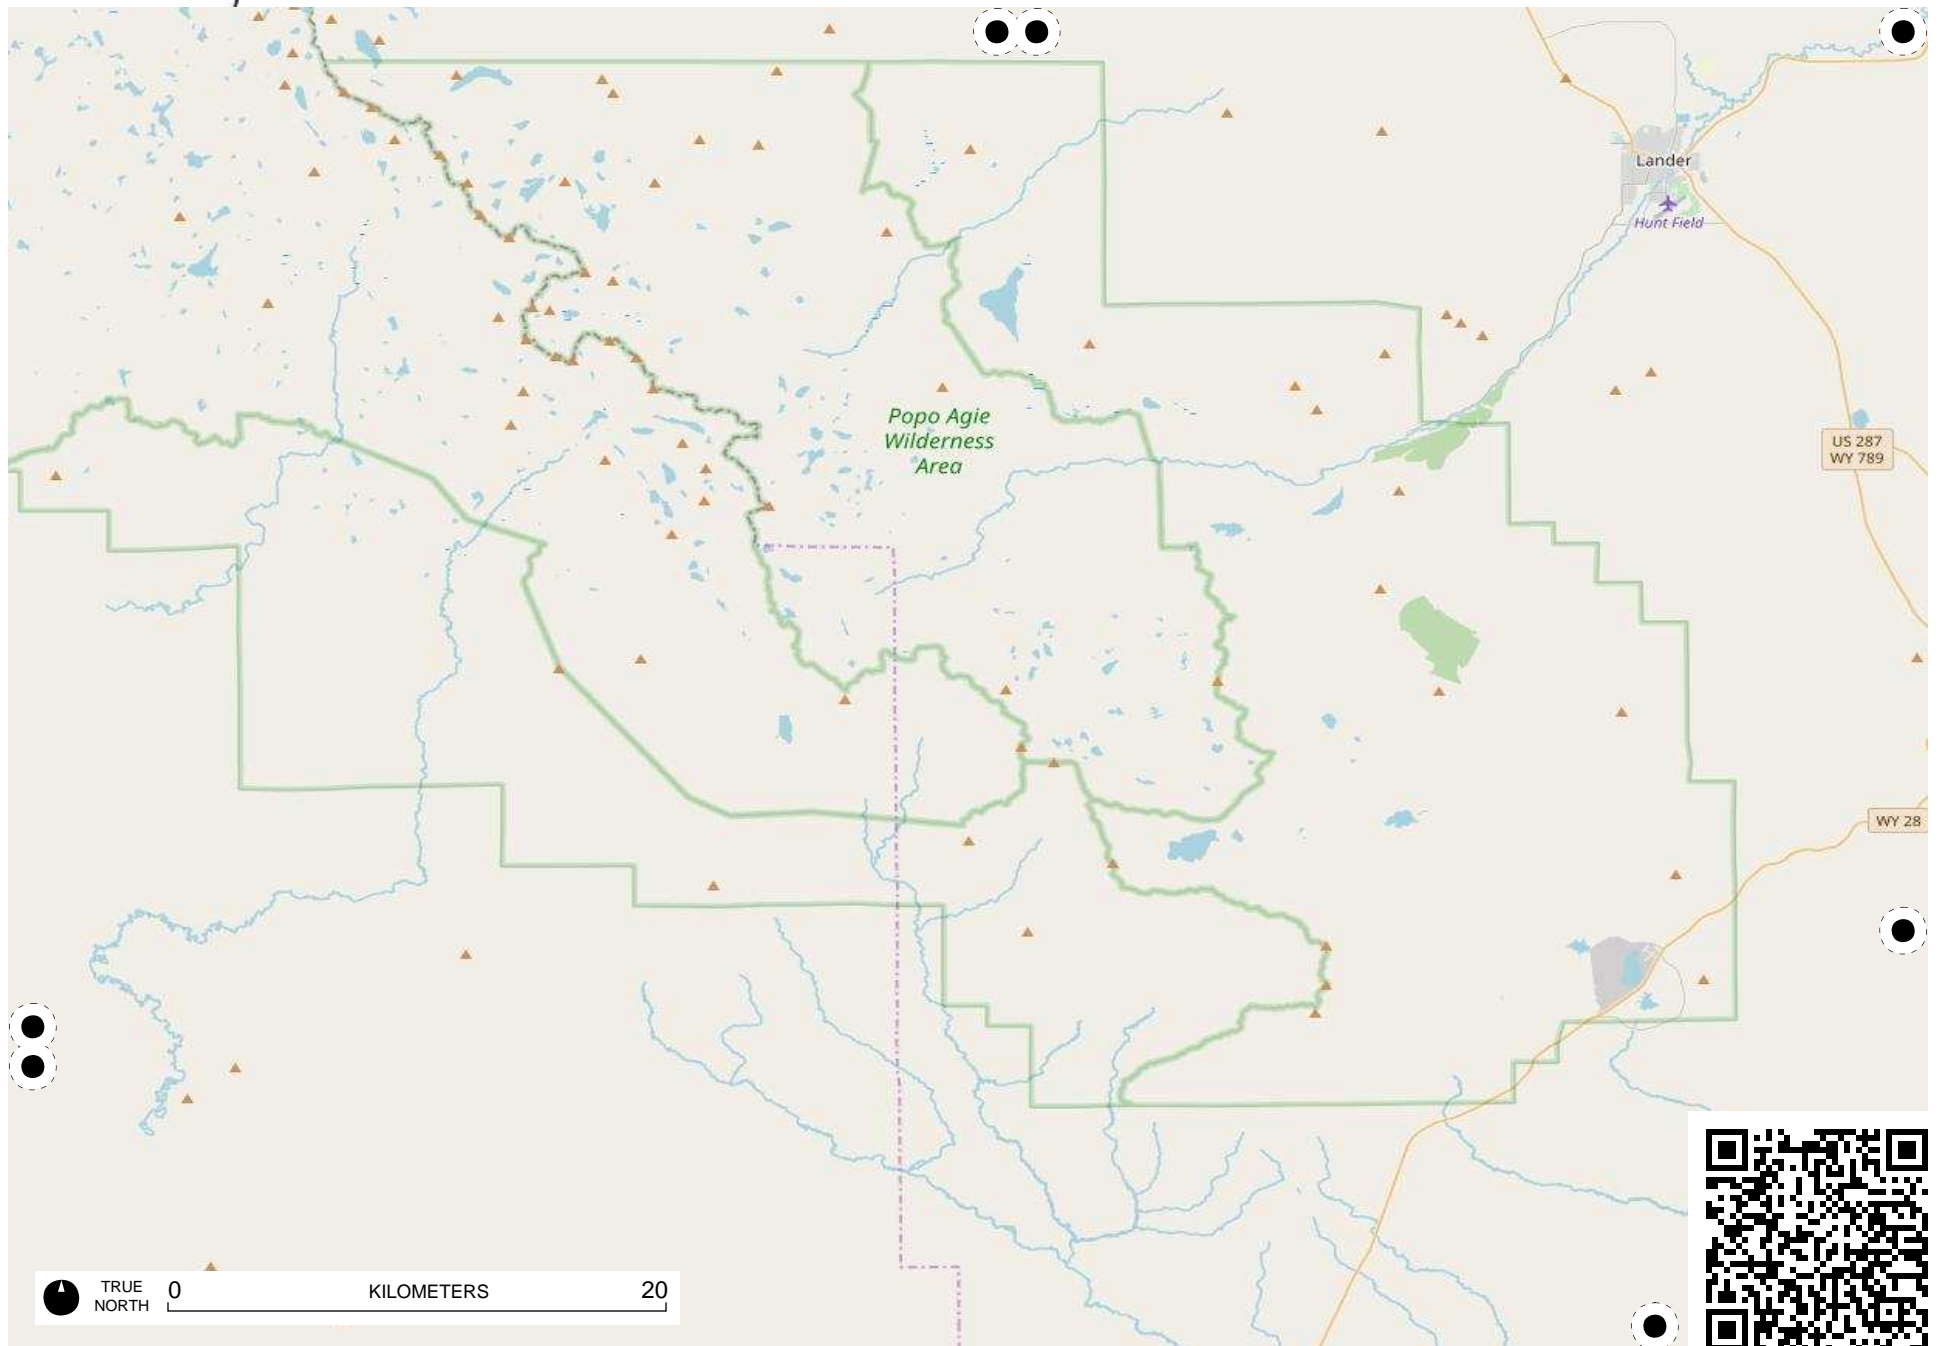 Lander
Hunt Field
Popo Agie
Wilderness
Area
US 287
WY 789
WY 28
TRUE
NORTH
0
KILOMETERS
20